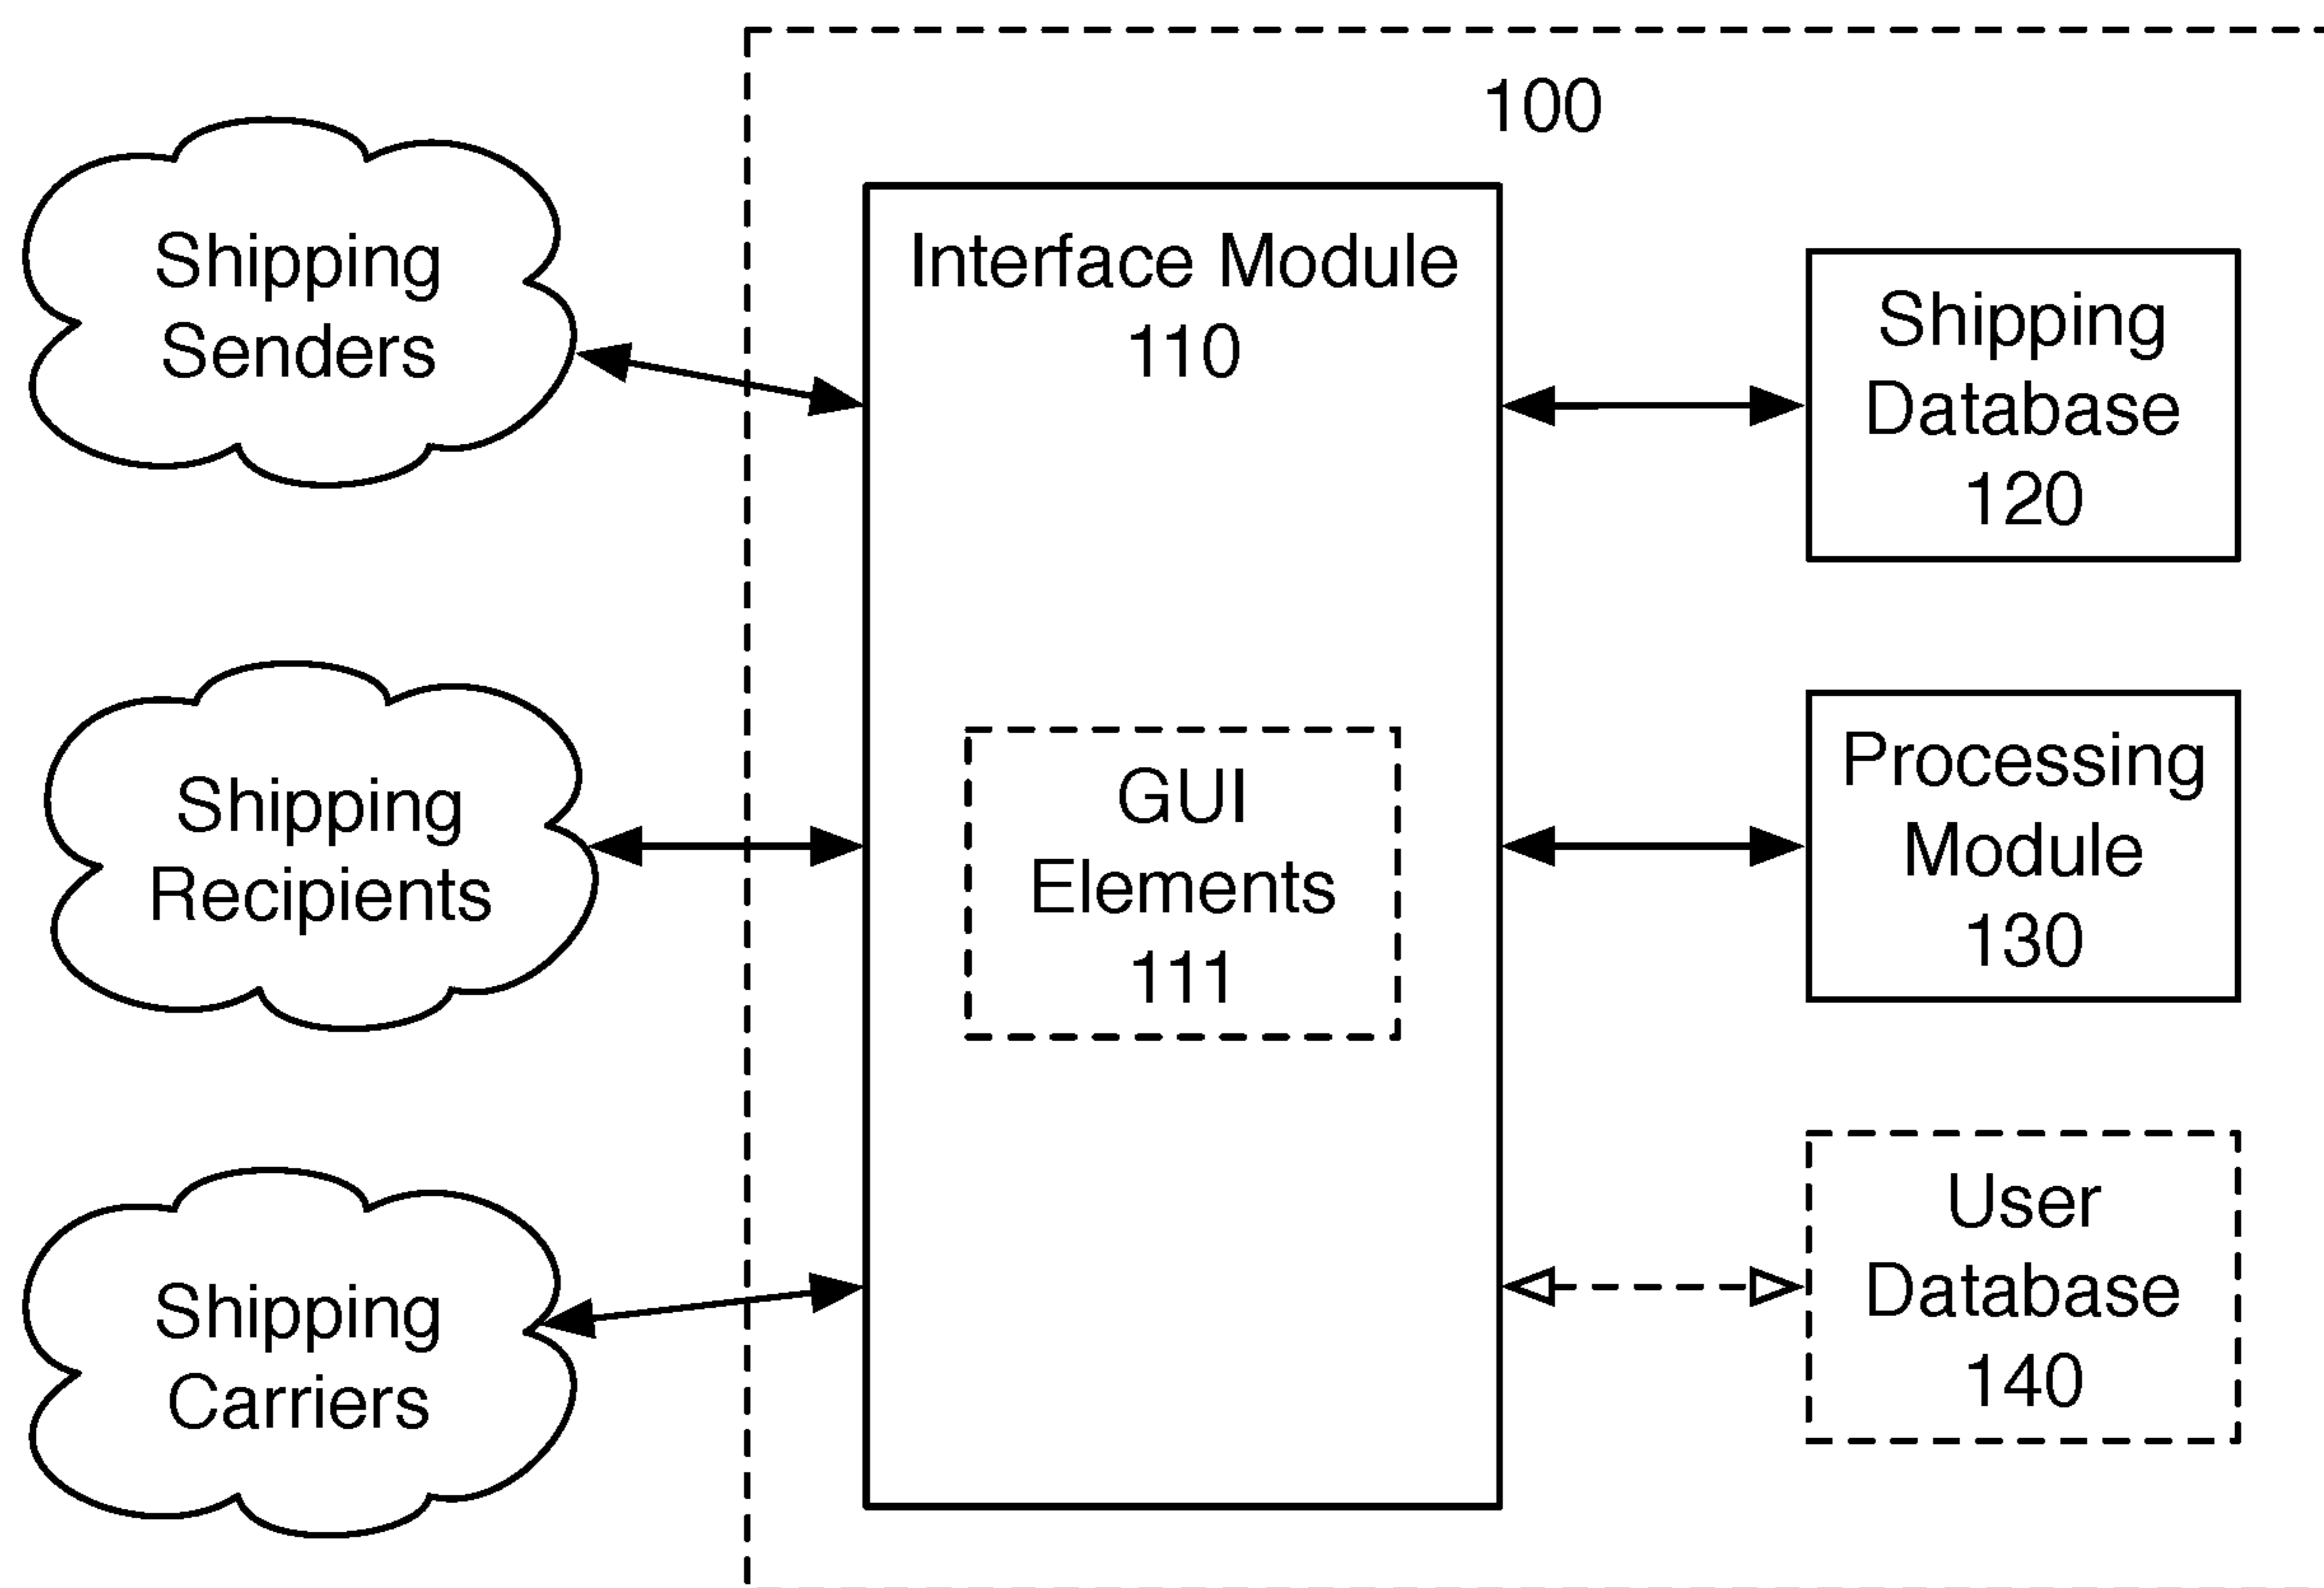 100
Shipping
Senders
Interface Module
110
Shipping
Database
120
Shipping
Recipients
GUI
Elements
111
Processing
Module
130
Shipping
Carriers
User
Database
140